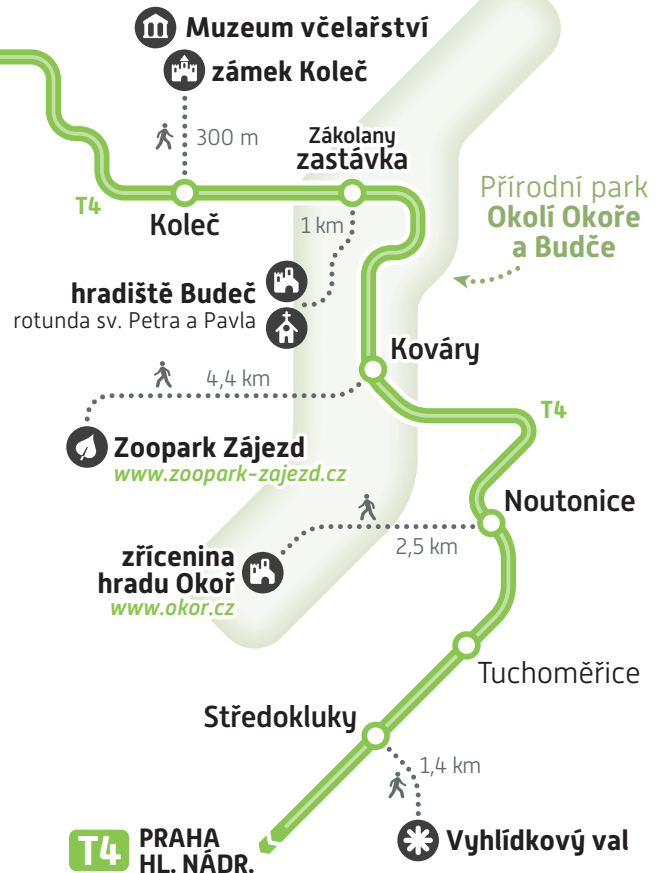 Muzeum včelařství
zámek Koleč
300 m
Zákolany
zastávka
T4
Koleč
1 km
Přírodní park
Okolí Okoře
a Budče
hradiště Budeč
rotunda sv. Petra a Pavla
Kováry
4,4 km
T4
Zoopark Zájezd
www.zoopark-zajezd.cz
Noutonice
2,5 km
zřícenina
hradu Okoř
www.okor.cz
Tuchoměřice
Středokluky
1,4 km
Vyhlídkový val
T4
PRAHA
HL. NÁDR.